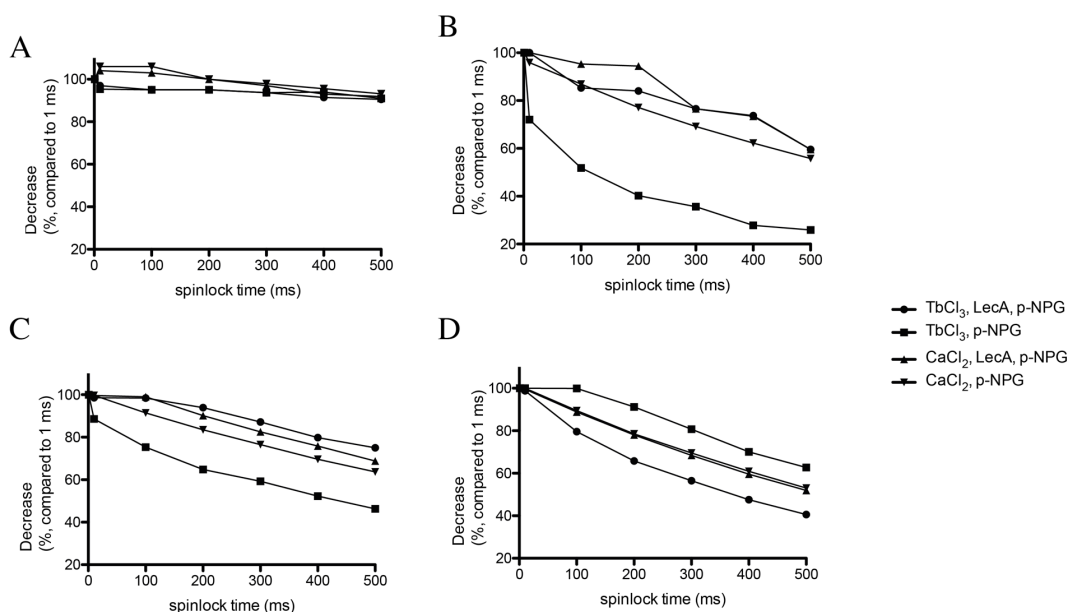 A
100
80
60
40
20
0 100 200 300 400 500
Decrease
(%, compared to 1 ms)
spinlock time (ms)
B
100
80
60
40
20
0 100 200 300 400 500
Decrease
(%, compared to 1 ms)
spinlock time (ms)
TbCl3, LecA, p-NPG
TbCl3, p-NPG
CaCl2, LecA, p-NPG
CaCl2, p-NPG
C
100
80
60
40
20
0 100 200 300 400 500
Decrease
(%, compared to 1 ms)
spinlock time (ms)
D
100
80
60
40
20
0 100 200 300 400 500
Decrease
(%, compared to 1 ms)
spinlock time (ms)